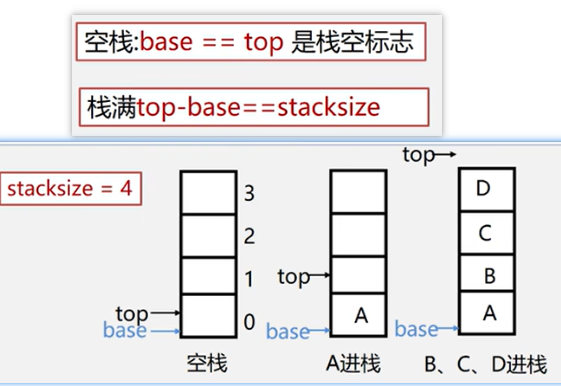 空栈:base == top 是栈空标志
栈满top-base==stacksize
top
stacksize = 4
3
2
1
0
top
base
空栈
top
A
base
A进栈
D
C
B
A
base
B、C、D进栈